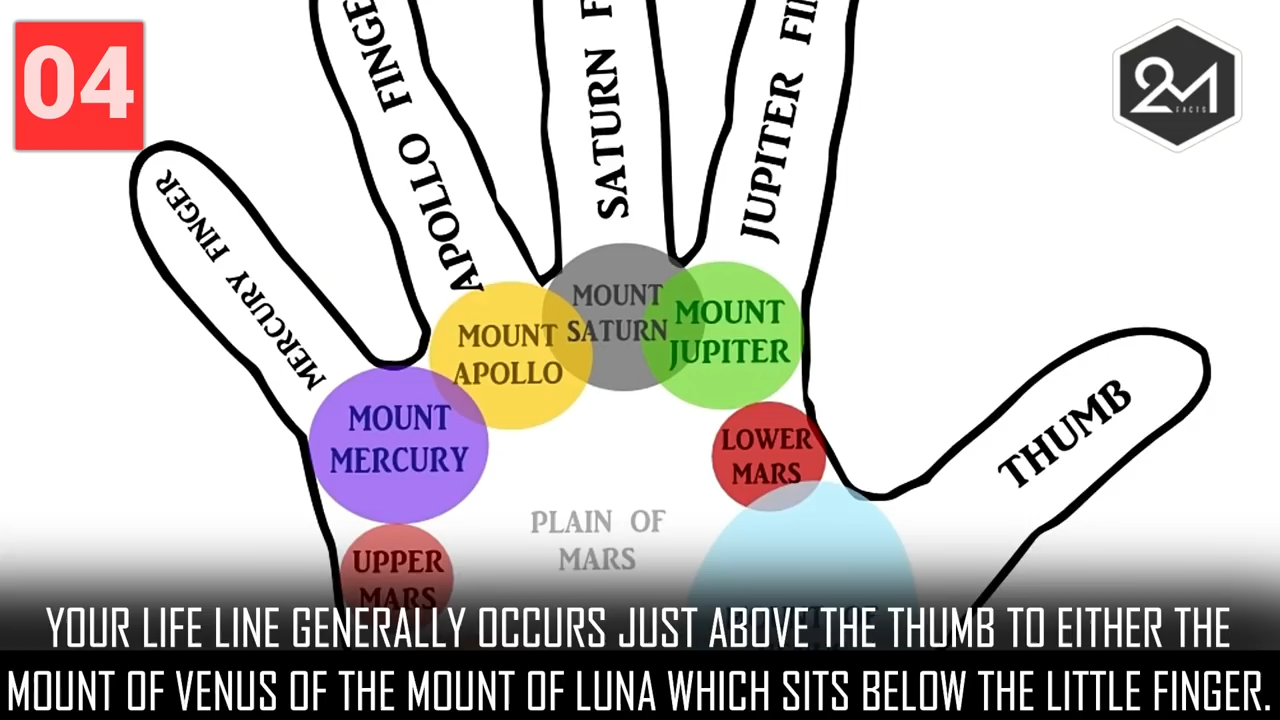 04
2M
FACTS
MERCURY FINGER
APOLLO FINGE
SATURN F
JUPITER FI
THUMB
MOUNT
APOLLO
MOUNT
SATURN
MOUNT
JUPITER
MOUNT
MERCURY
LOWER
MARS
PLAIN OF
MARS
UPPER
MARS
YOUR LIFE LINE GENERALLY OCCURS JUST ABOVE THE THUMB TO EITHER THE
MOUNT OF VENUS OF THE MOUNT OF LUNA WHICH SITS BELOW THE LITTLE FINGER.